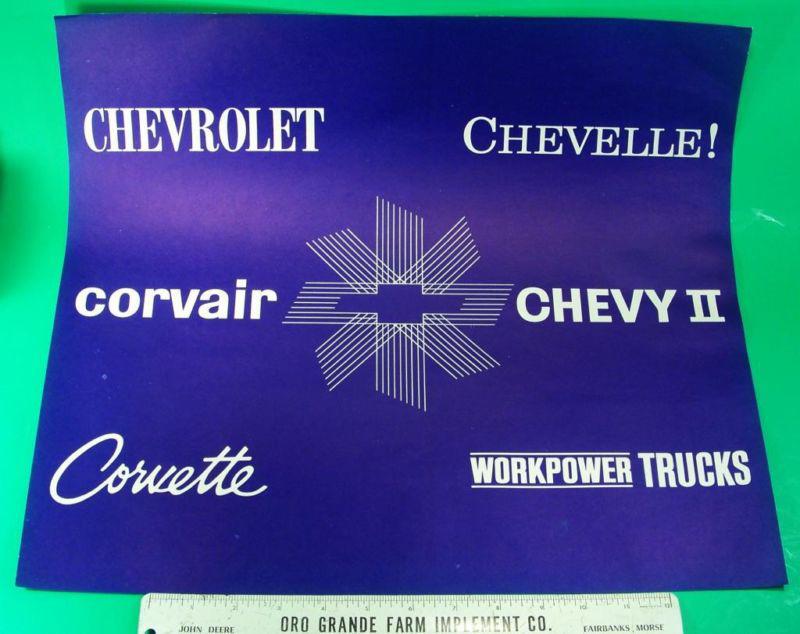 CHEVROLET
CHEVELLE!
corvair
CHEVY II
Corvette
WORKPOWER TRUCKS
JOHN DEERE
ORO GRANDE FARM IMPLEMENT CO.
FAIRBANKS, MORSE